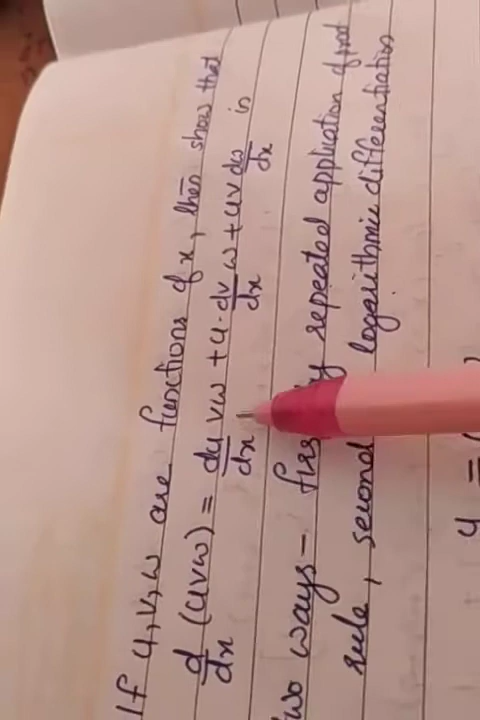 If u, v, w are functions of x, then show that
d/dx (uvw) = du/dx vw + u. dv/dx w + uv dw/dx in
two ways - first by repeated application of prod
rule, second logarithmic differentiation
u =